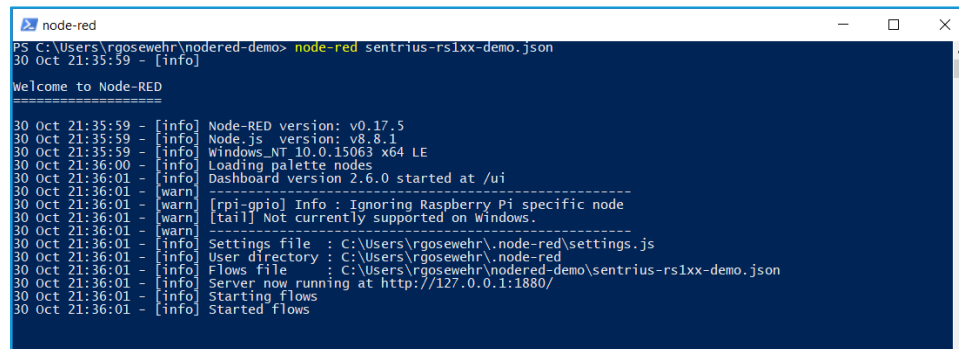 node-red
PS C:\Users\rgosewehr\nodered-demo> node-red sentrius-rs1xx-demo.json
30 Oct 21:35:59 - [info]
Welcome to Node-RED
===================
30 Oct 21:35:59 - [info] Node-RED version: v0.17.5
30 Oct 21:35:59 - [info] Node.js  version: v8.8.1
30 Oct 21:35:59 - [info] Windows_NT 10.0.15063 x64 LE
30 Oct 21:36:00 - [info] Loading palette nodes
30 Oct 21:36:01 - [info] Dashboard version 2.6.0 started at /ui
30 Oct 21:36:01 - [warn] ------------------------------------------------------
30 Oct 21:36:01 - [warn] [rpi-gpio] Info : Ignoring Raspberry Pi specific node
30 Oct 21:36:01 - [warn] [tail] Not currently supported on Windows.
30 Oct 21:36:01 - [warn] ------------------------------------------------------
30 Oct 21:36:01 - [info] Settings file  : C:\Users\rgosewehr\.node-red\settings.js
30 Oct 21:36:01 - [info] User directory : C:\Users\rgosewehr\.node-red
30 Oct 21:36:01 - [info] Flows file     : C:\Users\rgosewehr\nodered-demo\sentrius-rs1xx-demo.json
30 Oct 21:36:01 - [info] Server now running at http://127.0.0.1:1880/
30 Oct 21:36:01 - [info] Starting flows
30 Oct 21:36:01 - [info] Started flows